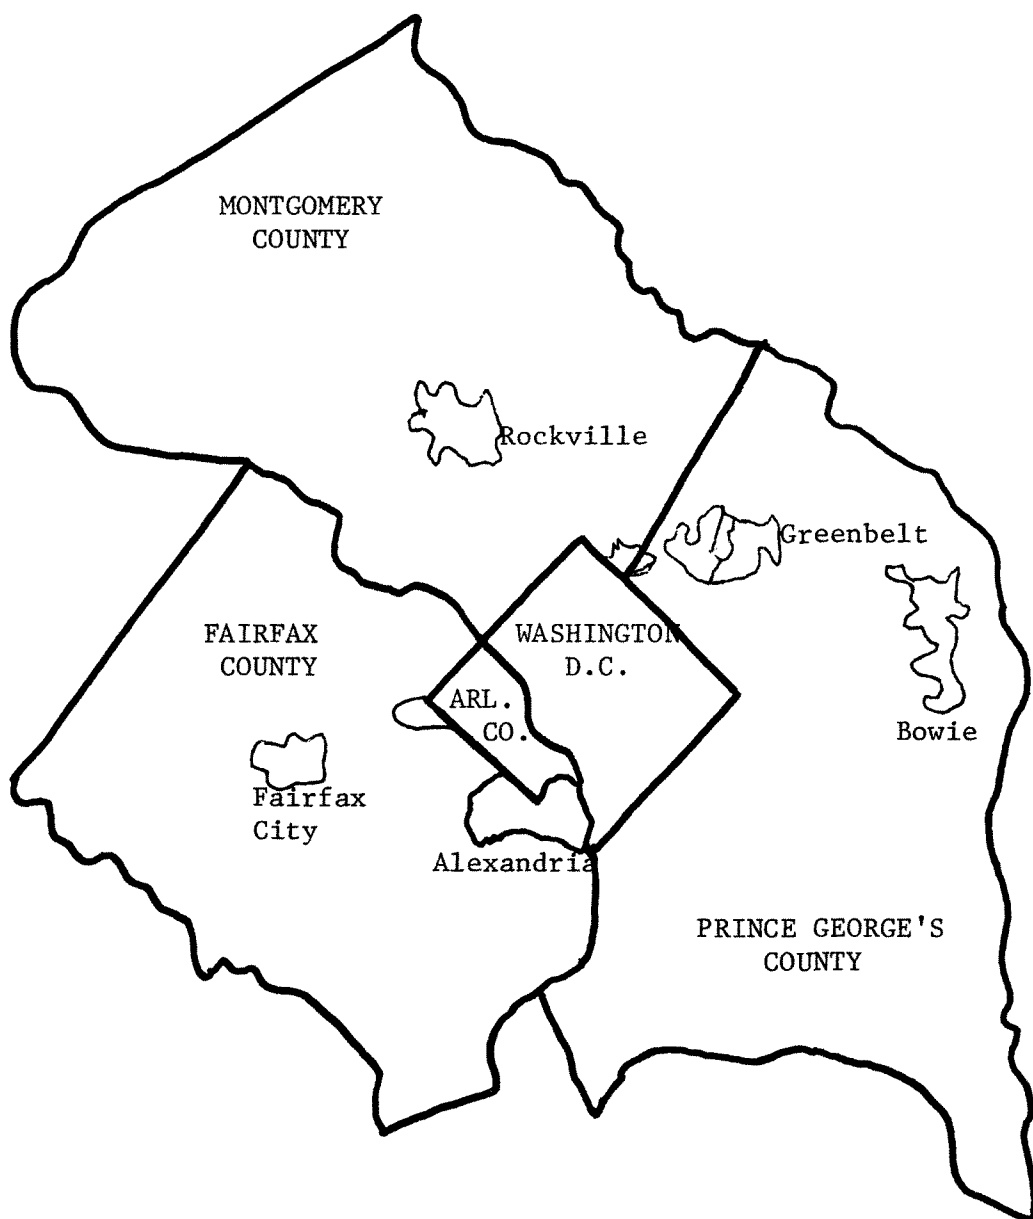 MONTGOMERY
COUNTY
Rockville
Greenbelt
FAIRFAX
COUNTY
WASHINGTON
D.C.
ARL.
CO.
Bowie
Fairfax
City
Alexandria
PRINCE GEORGE'S
COUNTY